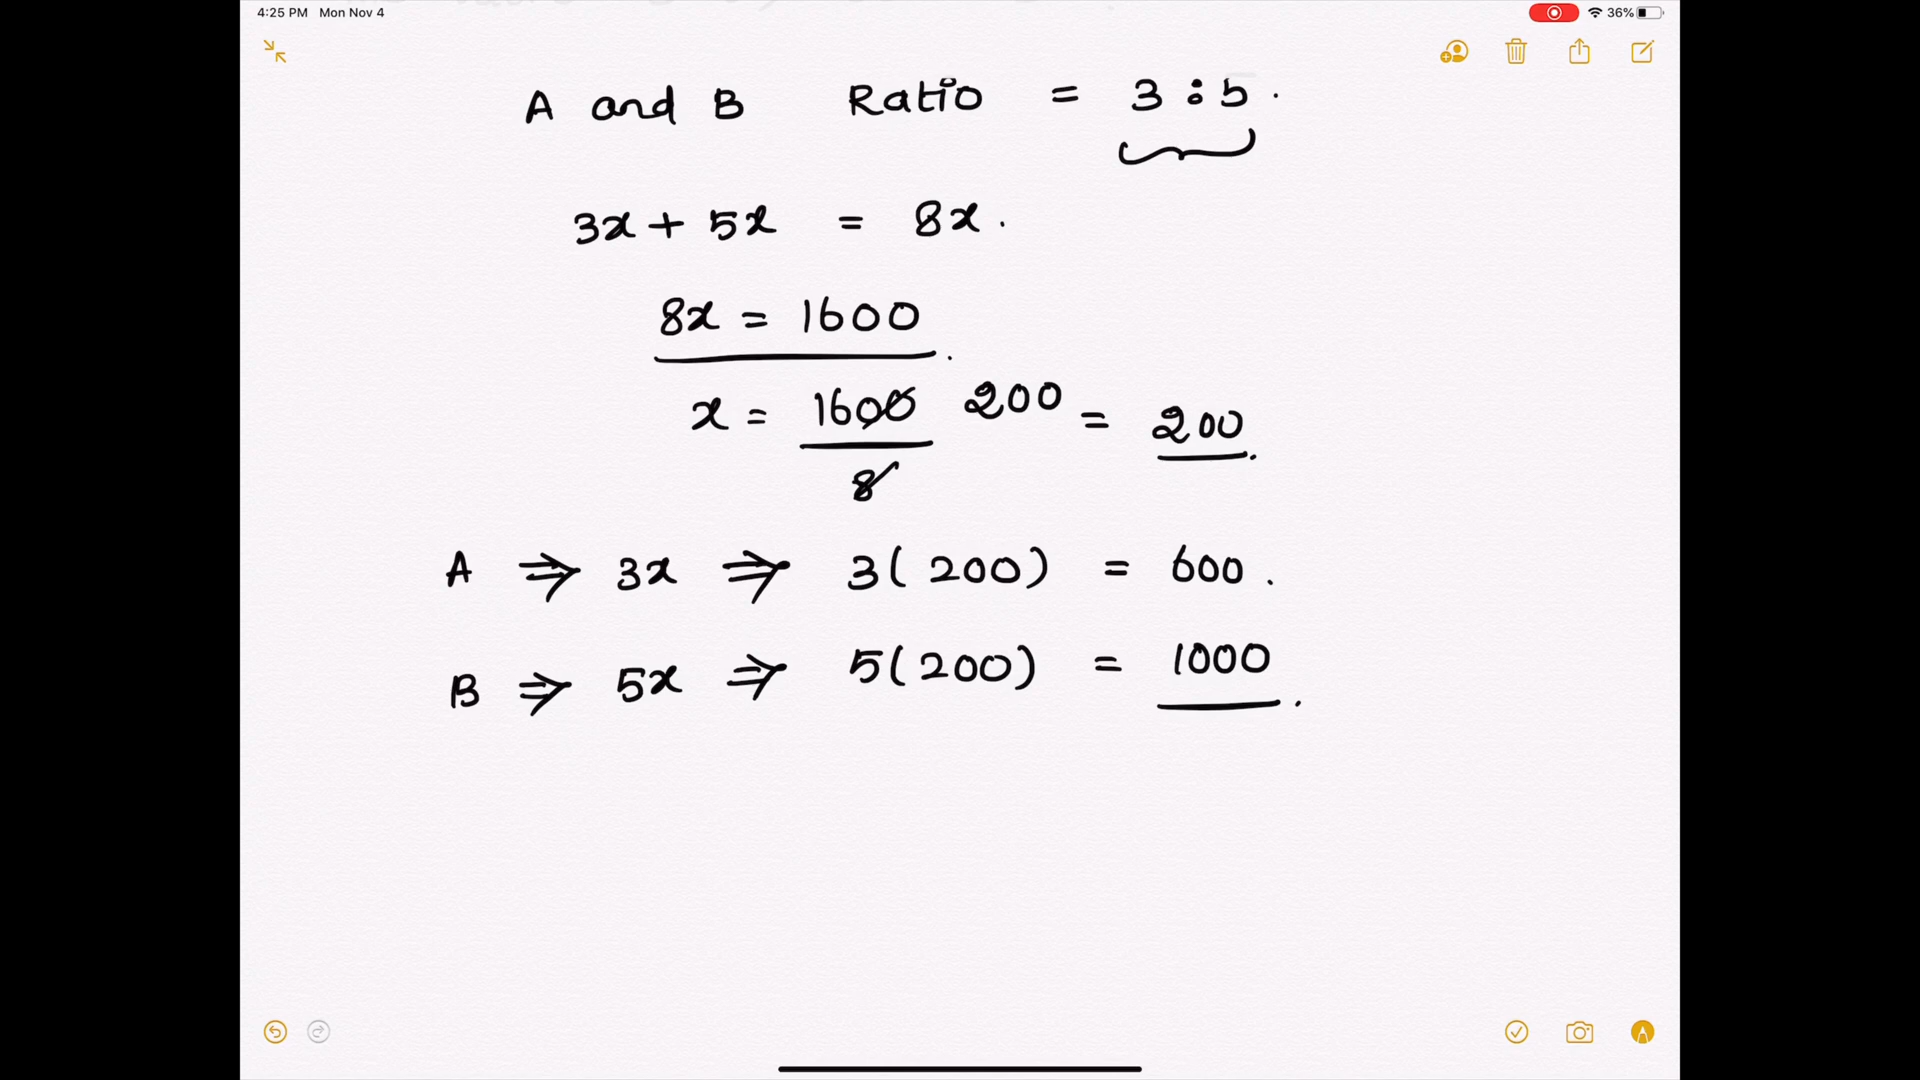 4:25 PM Mon Nov 4 36%
A and B Ratio = 3 : 5 .
3x + 5x = 8x .
8x = 1600 .
x = 1600 200 = 200 .
8
A ⇒ 3x ⇒ 3(200) = 600 .
B ⇒ 5x ⇒ 5(200) = 1000 .